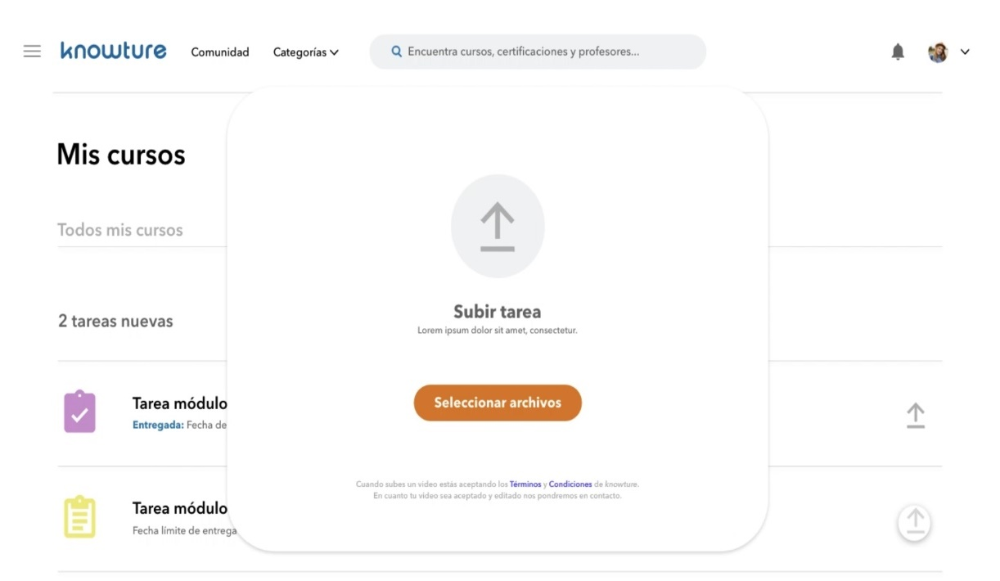 knowture
Comunidad
Categorías
Encuentra cursos, certificaciones y profesores...
Mis cursos
Todos mis cursos
2 tareas nuevas
Tarea módulo
Entregada: Fecha de
Tarea módulo
Fecha límite de entrega
Subir tarea
Lorem ipsum dolor sit amet, consectetur.
Seleccionar archivos
Cuando subes un video estás aceptando los Términos y Condiciones de knowture.
En cuanto tu video sea aceptado y editado nos pondremos en contacto.